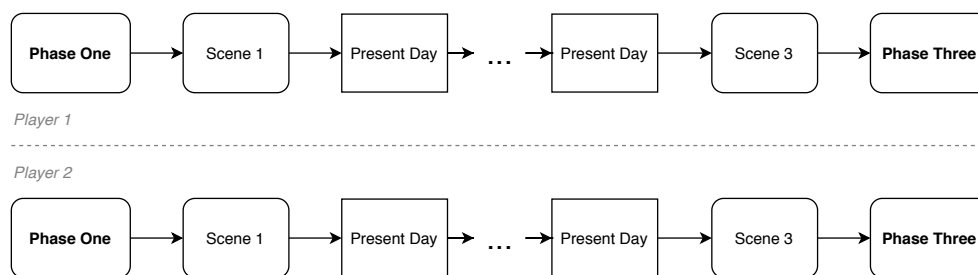 Phase One Scene 1 Present Day ... Present Day Scene 3 Phase Three
Player 1
Player 2
Phase One Scene 1 Present Day ... Present Day Scene 3 Phase Three